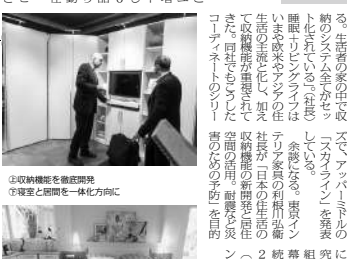 る。生活者の家の中で収
納のシステム全てがセッ
ト化されている」（社長）
睡眠＋リビングライフは
いまや欧米やアジアの住
生活の主流と化し、加え
て収納機能が重視されて
きた。同社でもこうした
コーディネートのシリー
ズで、アッパーミドルの
「スカイライン」を発表
している。
余談になる。東京イン
テリア家具の利根川弘衞
社長が「日本の住生活の
収納機能の新開発と居住
空間の活用。耐震など災
害のための予防」を目的
㊤収納機能を徹底開発
㊦寝室と居間を一体化方向に